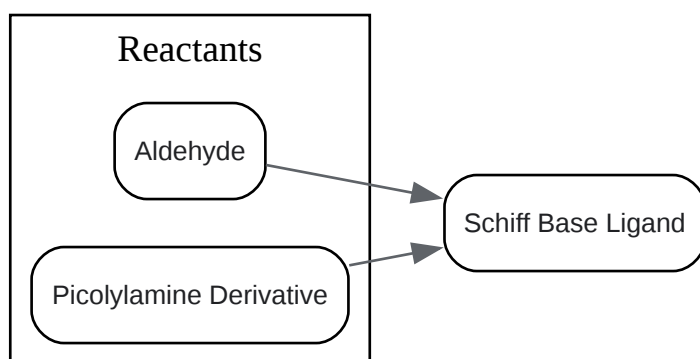 Reactants
Aldehyde
Schiff Base Ligand
Picolylamine Derivative